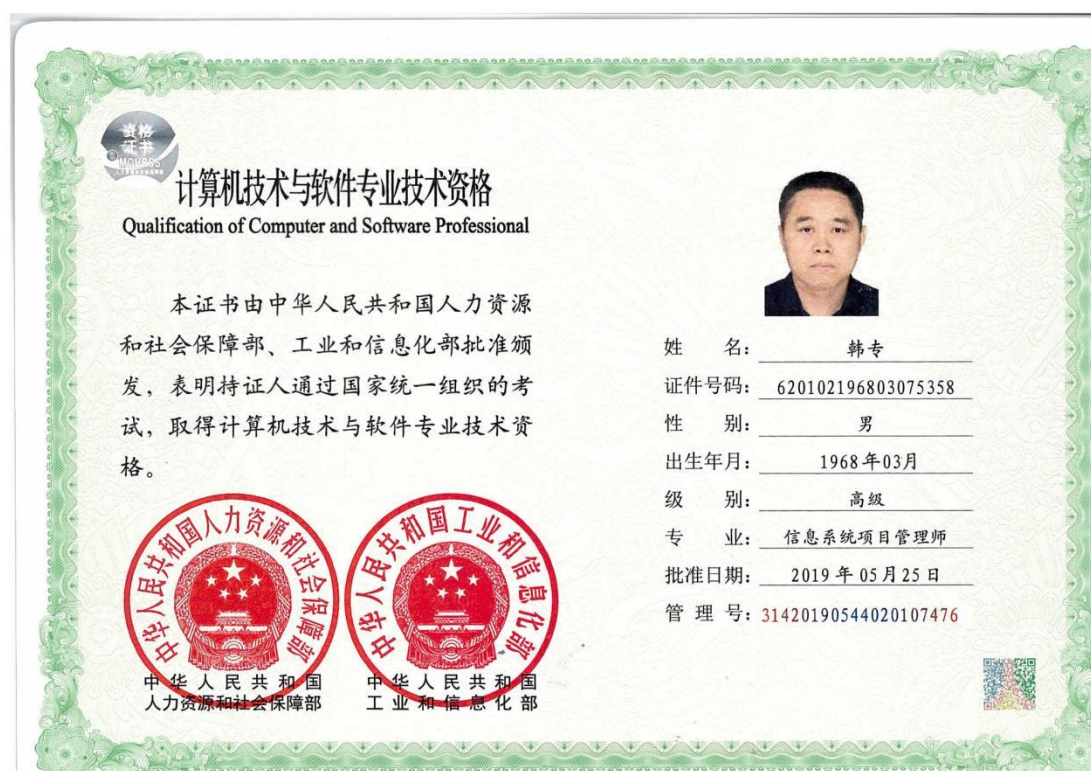 资格
证书
MOHRSS
计算机技术与软件专业技术资格
Qualification of Computer and Software Professional
本证书由中华人民共和国人力资源
和社会保障部、工业和信息化部批准颁
发，表明持证人通过国家统一组织的考
试，取得计算机技术与软件专业技术资
格。
中华人民共和国人力资源和社会保障部
中华人民共和国工业和信息化部
中华人民共和国
人力资源和社会保障部
中华人民共和国
工业和信息化部
姓 名： 韩专
证件号码： 620102196803075358
性 别： 男
出生年月： 1968年03月
级 别： 高级
专 业： 信息系统项目管理师
批准日期： 2019年05月25日
管 理 号： 31420190544020107476